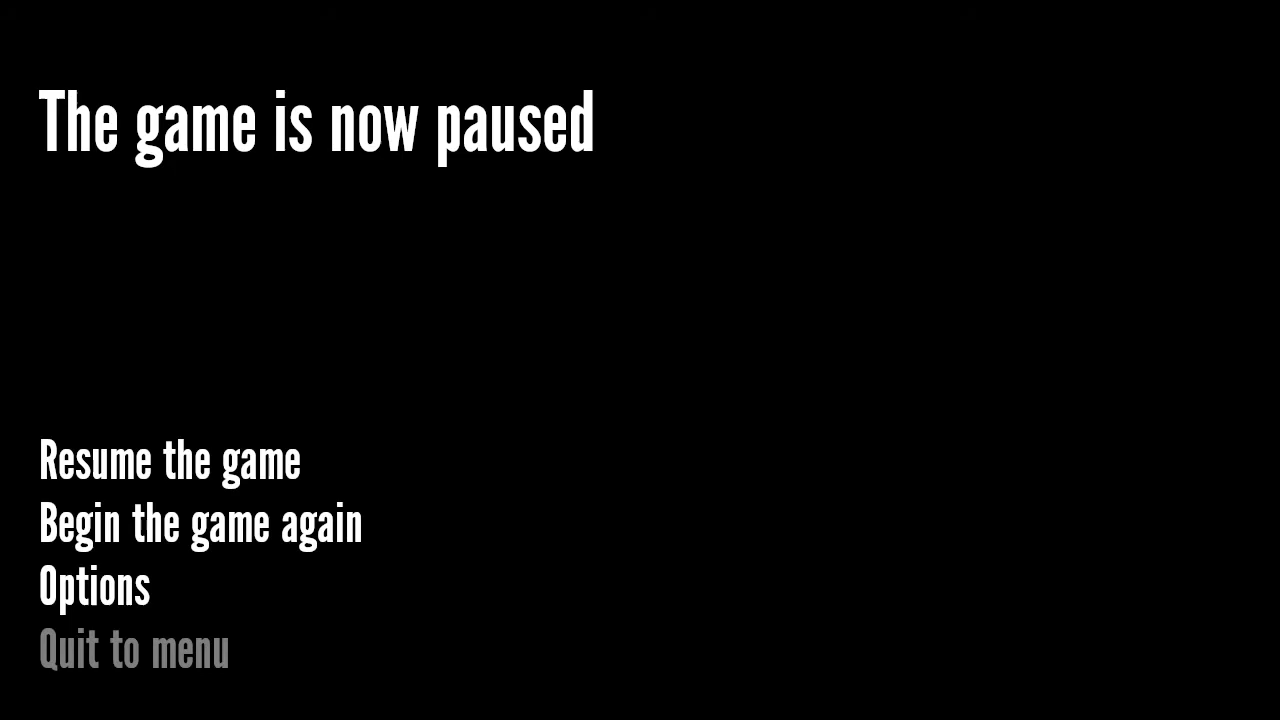 The game is now paused
Resume the game
Begin the game again
Options
Quit to menu